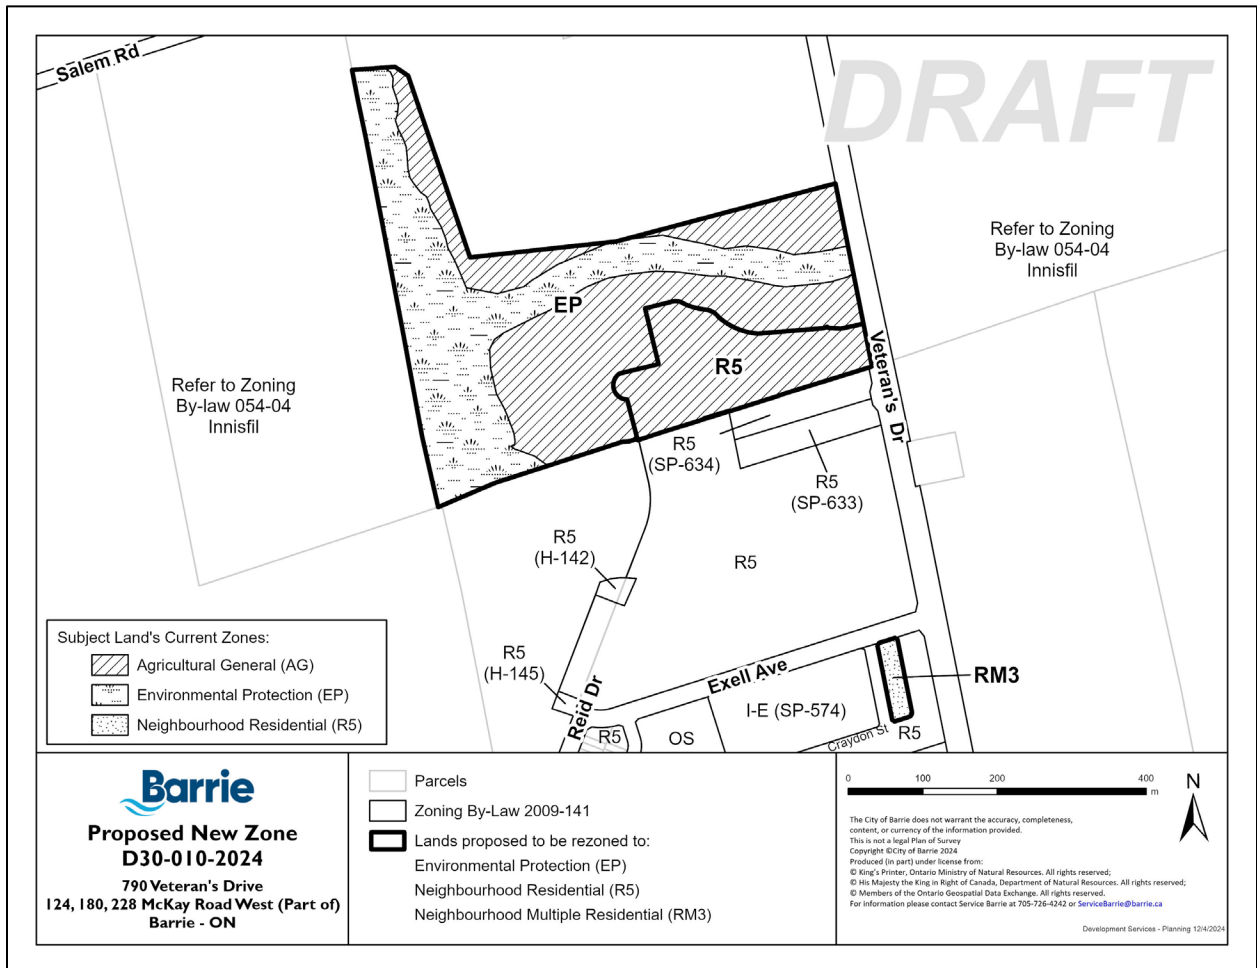 Salem Rd
DRAFT
Refer to Zoning
By-law 054-04
Innisfil
EP
R5
Veteran's Dr
Refer to Zoning
By-law 054-04
Innisfil
R5
(SP-634)
R5
(SP-633)
R5
(H-142)
R5
R5
(H-145)
Reid Dr
Exell Ave
RM3
I-E (SP-574)
R5
OS
Craydon St
R5
Subject Land's Current Zones:
Agricultural General (AG)
Environmental Protection (EP)
Neighbourhood Residential (R5)
Barrie
Proposed New Zone
D30-010-2024
790 Veteran's Drive
124, 180, 228 McKay Road West (Part of)
Barrie - ON
Parcels
Zoning By-Law 2009-141
Lands proposed to be rezoned to:
Environmental Protection (EP)
Neighbourhood Residential (R5)
Neighbourhood Multiple Residential (RM3)
0 100 200 400
m
N
The City of Barrie does not warrant the accuracy, completeness,
content, or currency of the information provided.
This is not a legal Plan of Survey
Copyright ©City of Barrie 2024
Produced (in part) under license from:
© King's Printer, Ontario Ministry of Natural Resources. All rights reserved;
© His Majesty the King in Right of Canada, Department of Natural Resources. All rights reserved;
© Members of the Ontario Geospatial Data Exchange. All rights reserved.
For information please contact Service Barrie at 705-726-4242 or ServiceBarrie@barrie.ca
Development Services - Planning 12/4/2024